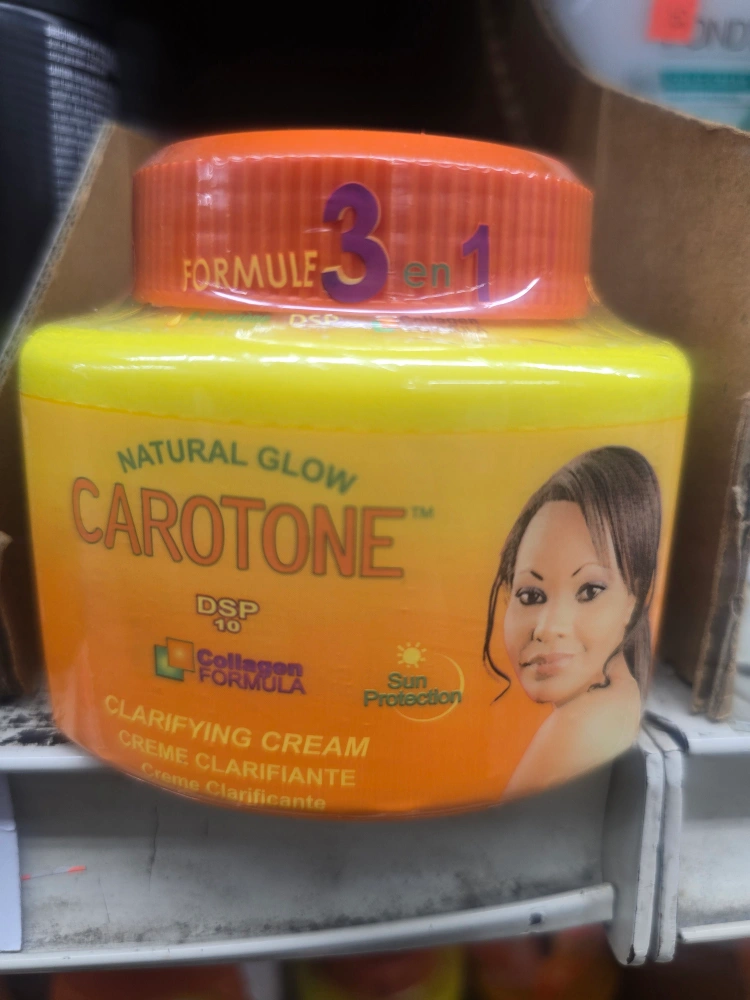 FORMULE 3 en 1
DSP
NATURAL GLOW
CAROTONE™
DSP
10
Collagen
FORMULA
Sun
Protection
CLARIFYING CREAM
CREME CLARIFIANTE
Creme Clarificante